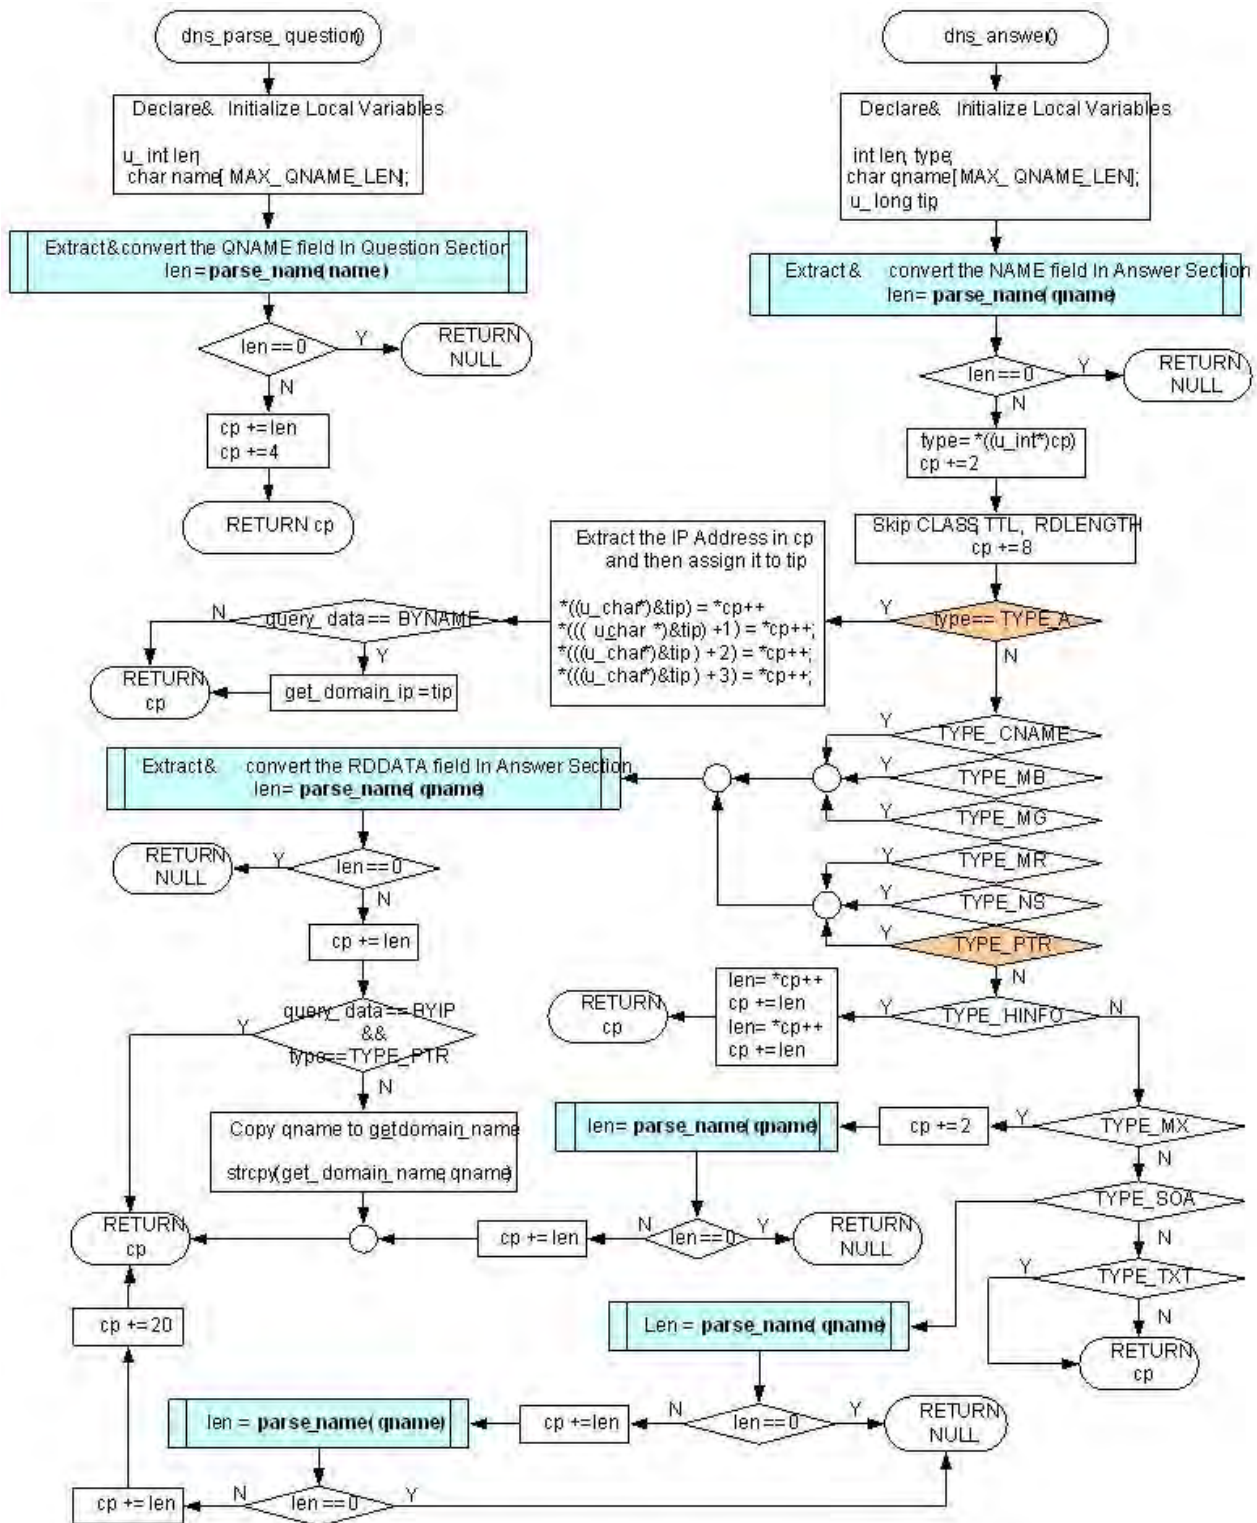 dns_parse_question()
Declare& Initialize Local Variables
u_ int len;
char name[ MAX_ QNAME_LEN];
Extract&convert the QNAME field In Question Section
len=parse_name(name)
len==0
Y
RETURN
NULL
N
cp +=len
cp +=4
RETURN cp
dns_answer()
Declare& Initialize Local Variables
int len, type;
char qname[MAX_ QNAME_LEN];
u_ long tip;
Extract & convert the NAME field In Answer Section
len= parse_name( qname)
len==0
Y
RETURN
NULL
N
type= *((u_int*)cp)
cp +=2
Skip CLASS, TTL, RDLENGTH
cp +=8
type== TYPE_A
Y
N
Extract the IP Address in cp
and then assign it to tip
*((u_char*)&tip) = *cp++
*((( uchar *)&tip) +1) = *cp++;
*(((u_char*)&tip ) +2) = *cp++;
*(((u_char*)&tip ) +3) = *cp++;
query_data== BYNAME
N
Y
get_domain_ip=tip
RETURN
cp
TYPE_CNAME
Y
TYPE_MB
Y
TYPE_MG
Y
TYPE_MR
Y
TYPE_NS
Y
TYPE_PTR
Y
N
Extract & convert the RDDATA field In Answer Section
len= parse_name( qname)
len==0
Y
RETURN
NULL
N
cp +=len
query_data==BYIP
&&
type==TYPE_PTR
Y
N
Copy qname to getdomain_name
strcpy(get_domain_name, qname)
RETURN
cp
TYPE_HINFO
Y
N
len= *cp++
cp +=len
len= *cp++
cp +=len
RETURN
cp
TYPE_MX
Y
N
cp +=2
len= parse_name( qname)
len==0
N
Y
cp +=len
RETURN
NULL
TYPE_SOA
N
TYPE_TXT
Y
N
RETURN
cp
Len = parse_name( qname)
len==0
N
Y
cp +=len
RETURN
NULL
len = parse_name( qname)
len==0
N
Y
cp +=len
cp +=20